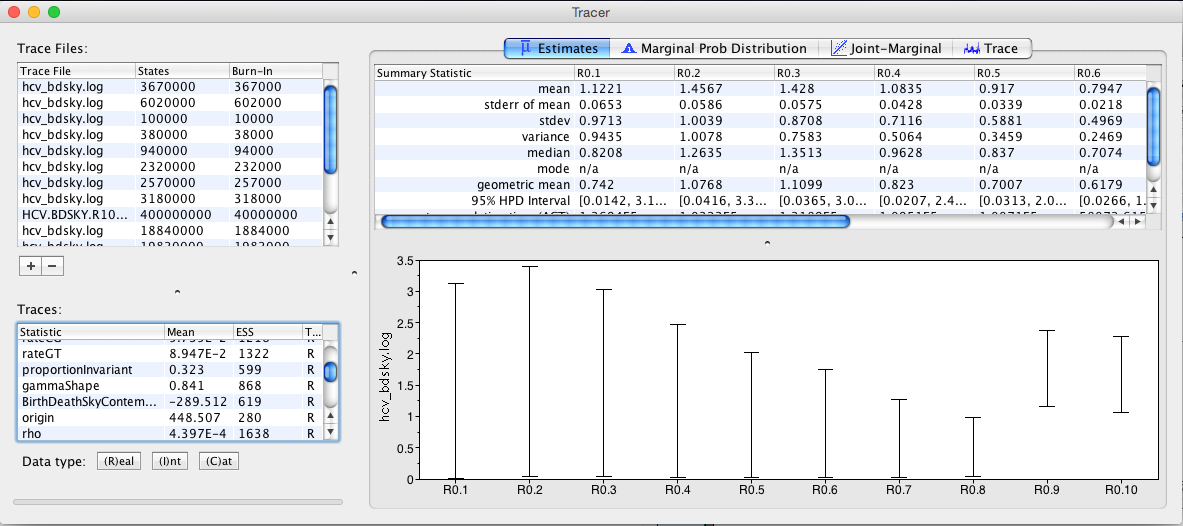 Tracer
Trace Files:
Trace File States Burn-In
hcv_bdsky.log 3670000 367000
hcv_bdsky.log 6020000 602000
hcv_bdsky.log 100000 10000
hcv_bdsky.log 380000 38000
hcv_bdsky.log 940000 94000
hcv_bdsky.log 2320000 232000
hcv_bdsky.log 2570000 257000
hcv_bdsky.log 3180000 318000
HCV.BDSKY.R10... 400000000 40000000
hcv_bdsky.log 18840000 1884000
+ −
Traces:
Statistic Mean ESS T...
rateGT 8.947E-2 1322 R
proportionInvariant 0.323 599 R
gammaShape 0.841 868 R
BirthDeathSkyContem... -289.512 619 R
origin 448.507 280 R
rho 4.397E-4 1638 R
Data type: (R)eal (I)nt (C)at
Estimates Marginal Prob Distribution Joint-Marginal Trace
Summary Statistic R0.1 R0.2 R0.3 R0.4 R0.5 R0.6
mean 1.1221 1.4567 1.428 1.0835 0.917 0.7947
stderr of mean 0.0653 0.0586 0.0575 0.0428 0.0339 0.0218
stdev 0.9713 1.0039 0.8708 0.7116 0.5881 0.4969
variance 0.9435 1.0078 0.7583 0.5064 0.3459 0.2469
median 0.8208 1.2635 1.3513 0.9628 0.837 0.7074
mode n/a n/a n/a n/a n/a n/a
geometric mean 0.742 1.0768 1.1099 0.823 0.7007 0.6179
95% HPD Interval [0.0142, 3.1... [0.0416, 3.3... [0.0365, 3.0... [0.0207, 2.4... [0.0313, 2.0... [0.0266, 1.
hcv_bdsky.log
3.5
3
2.5
2
1.5
1
0.5
0
R0.1 R0.2 R0.3 R0.4 R0.5 R0.6 R0.7 R0.8 R0.9 R0.10